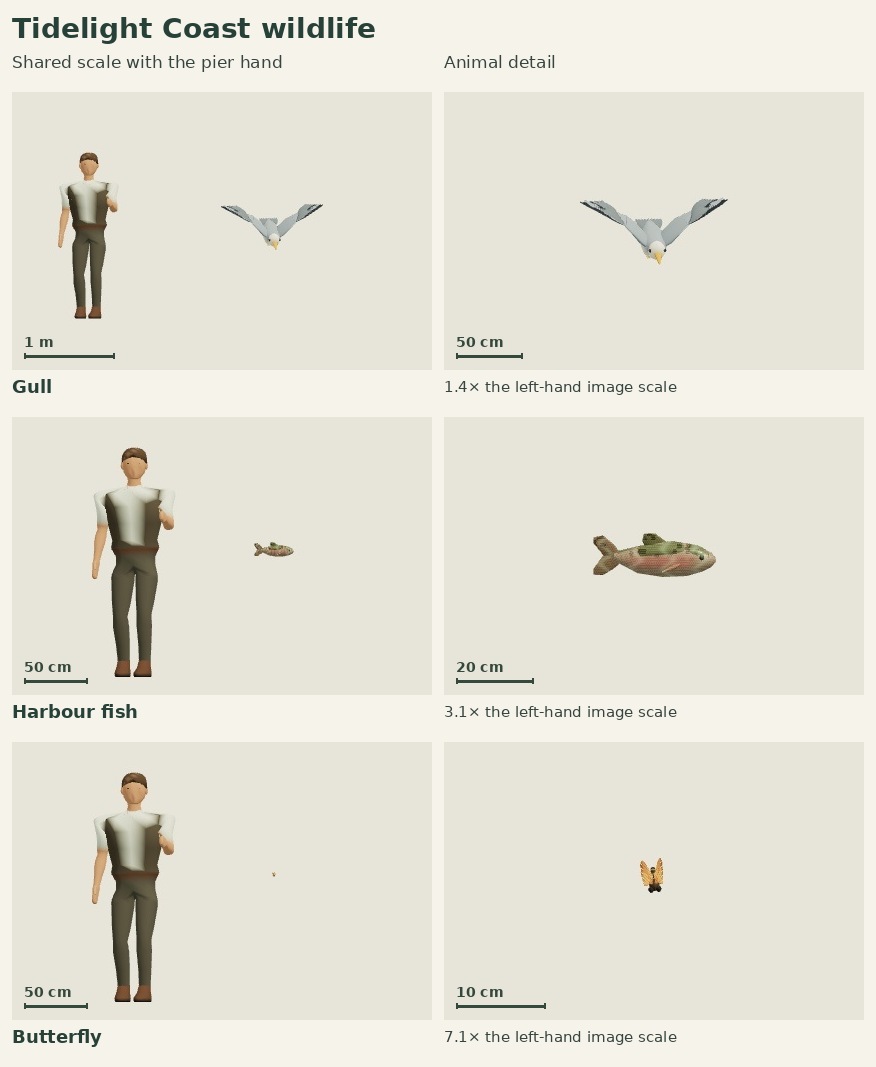 Tidelight Coast wildlife
Shared scale with the pier hand
Animal detail
1 m
50 cm
Gull
1.4× the left-hand image scale
50 cm
20 cm
Harbour fish
3.1× the left-hand image scale
50 cm
10 cm
Butterfly
7.1× the left-hand image scale